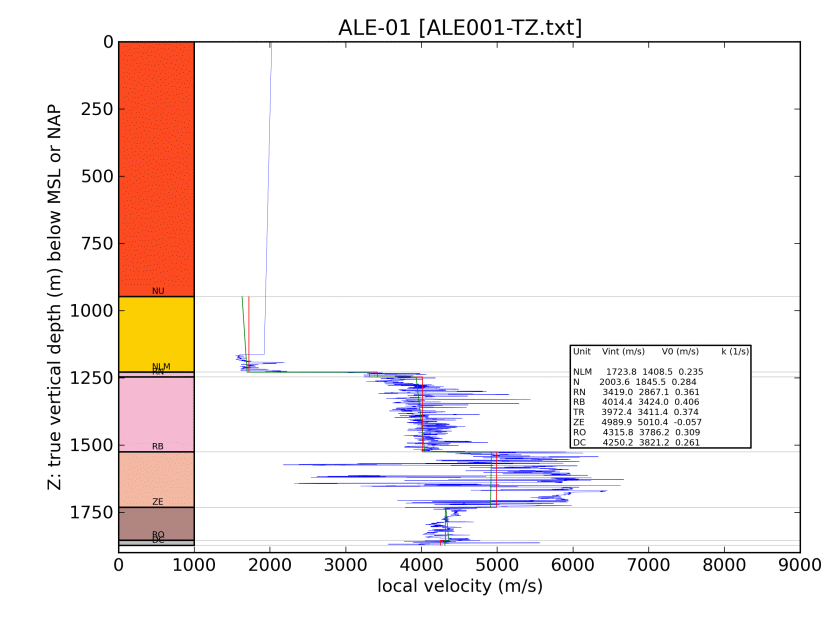 ALE-01 [ALE001-TZ.txt]
Z: true vertical depth (m) below MSL or NAP
0
250
500
750
1000
1250
1500
1750
NU
NLM
RN
RB
ZE
RO
DC
Unit Vint (m/s) V0 (m/s) k (1/s)
NLM 1723.8 1408.5 0.235
N 2003.6 1845.5 0.284
RN 3419.0 2867.1 0.361
RB 4014.4 3424.0 0.406
TR 3972.4 3411.4 0.374
ZE 4989.9 5010.4 -0.057
RO 4315.8 3786.2 0.309
DC 4250.2 3821.2 0.261
0 1000 2000 3000 4000 5000 6000 7000 8000 9000
local velocity (m/s)